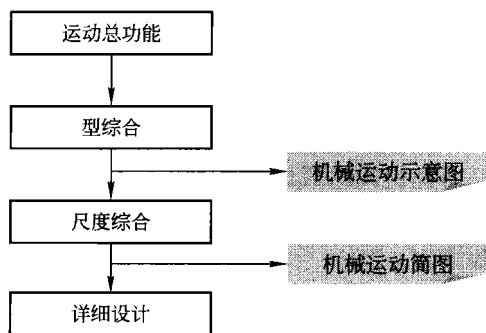 运动总功能
型综合
机械运动示意图
尺度综合
机械运动简图
详细设计